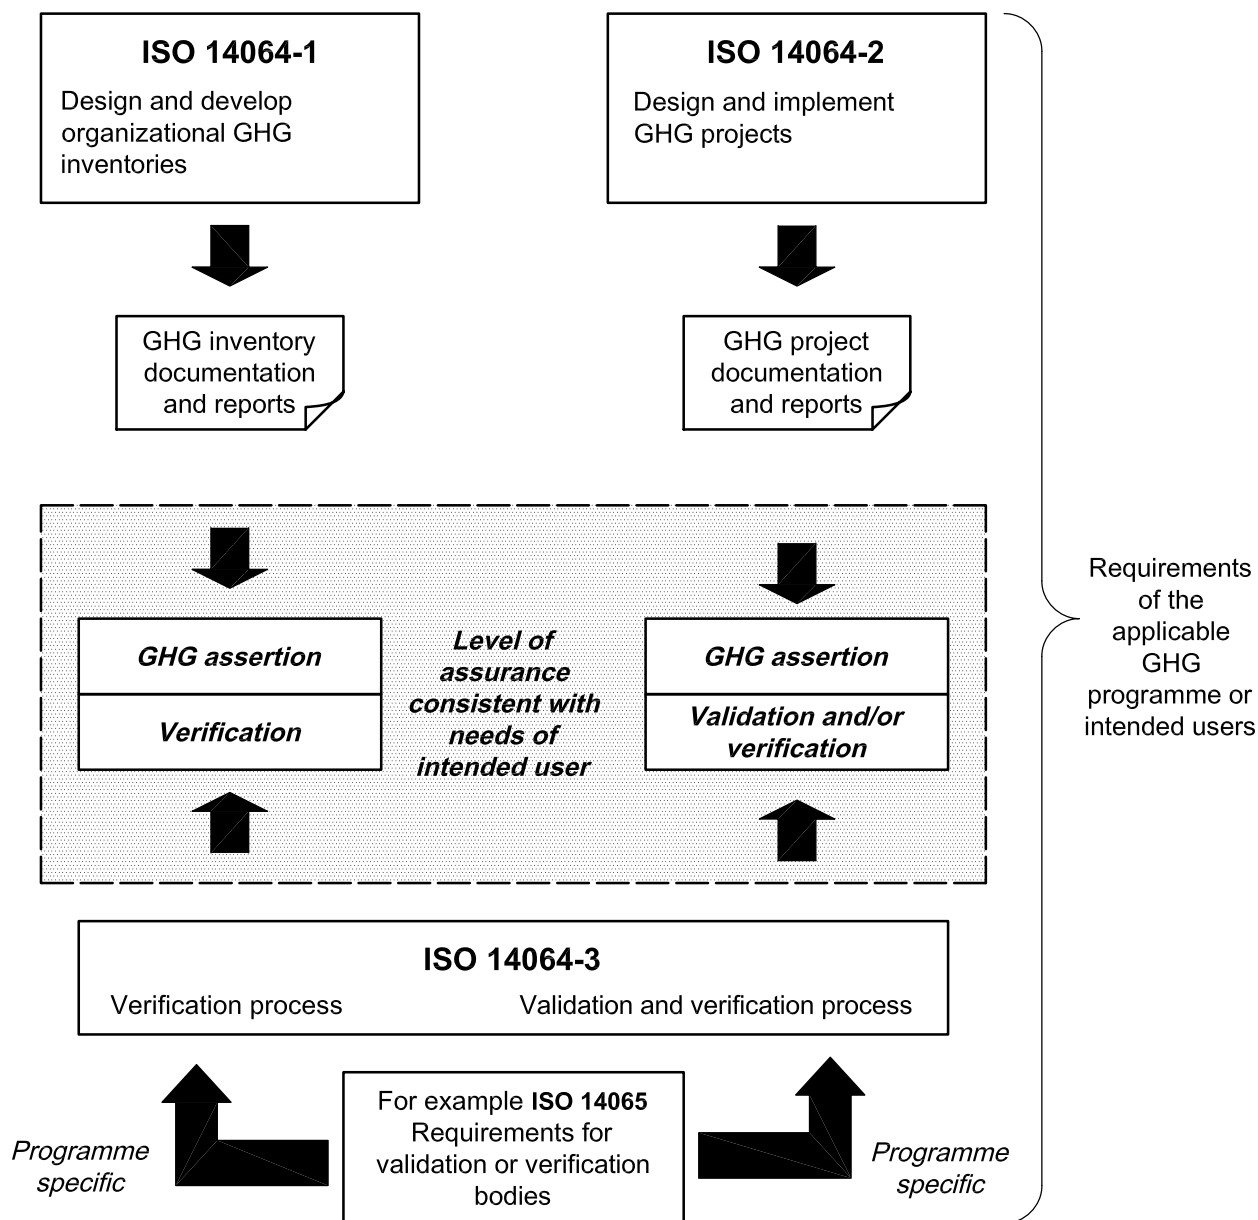 ISO 14064-1
Design and develop
organizational GHG
inventories
ISO 14064-2
Design and implement
GHG projects
GHG inventory
documentation
and reports
GHG project
documentation
and reports
GHG assertion
Verification
Level of
assurance
consistent with
needs of
intended user
GHG assertion
Validation and/or
verification
Requirements
of the
applicable
GHG
programme or
intended users
ISO 14064-3
Verification process
Validation and verification process
Programme
specific
For example ISO 14065
Requirements for
validation or verification
bodies
Programme
specific